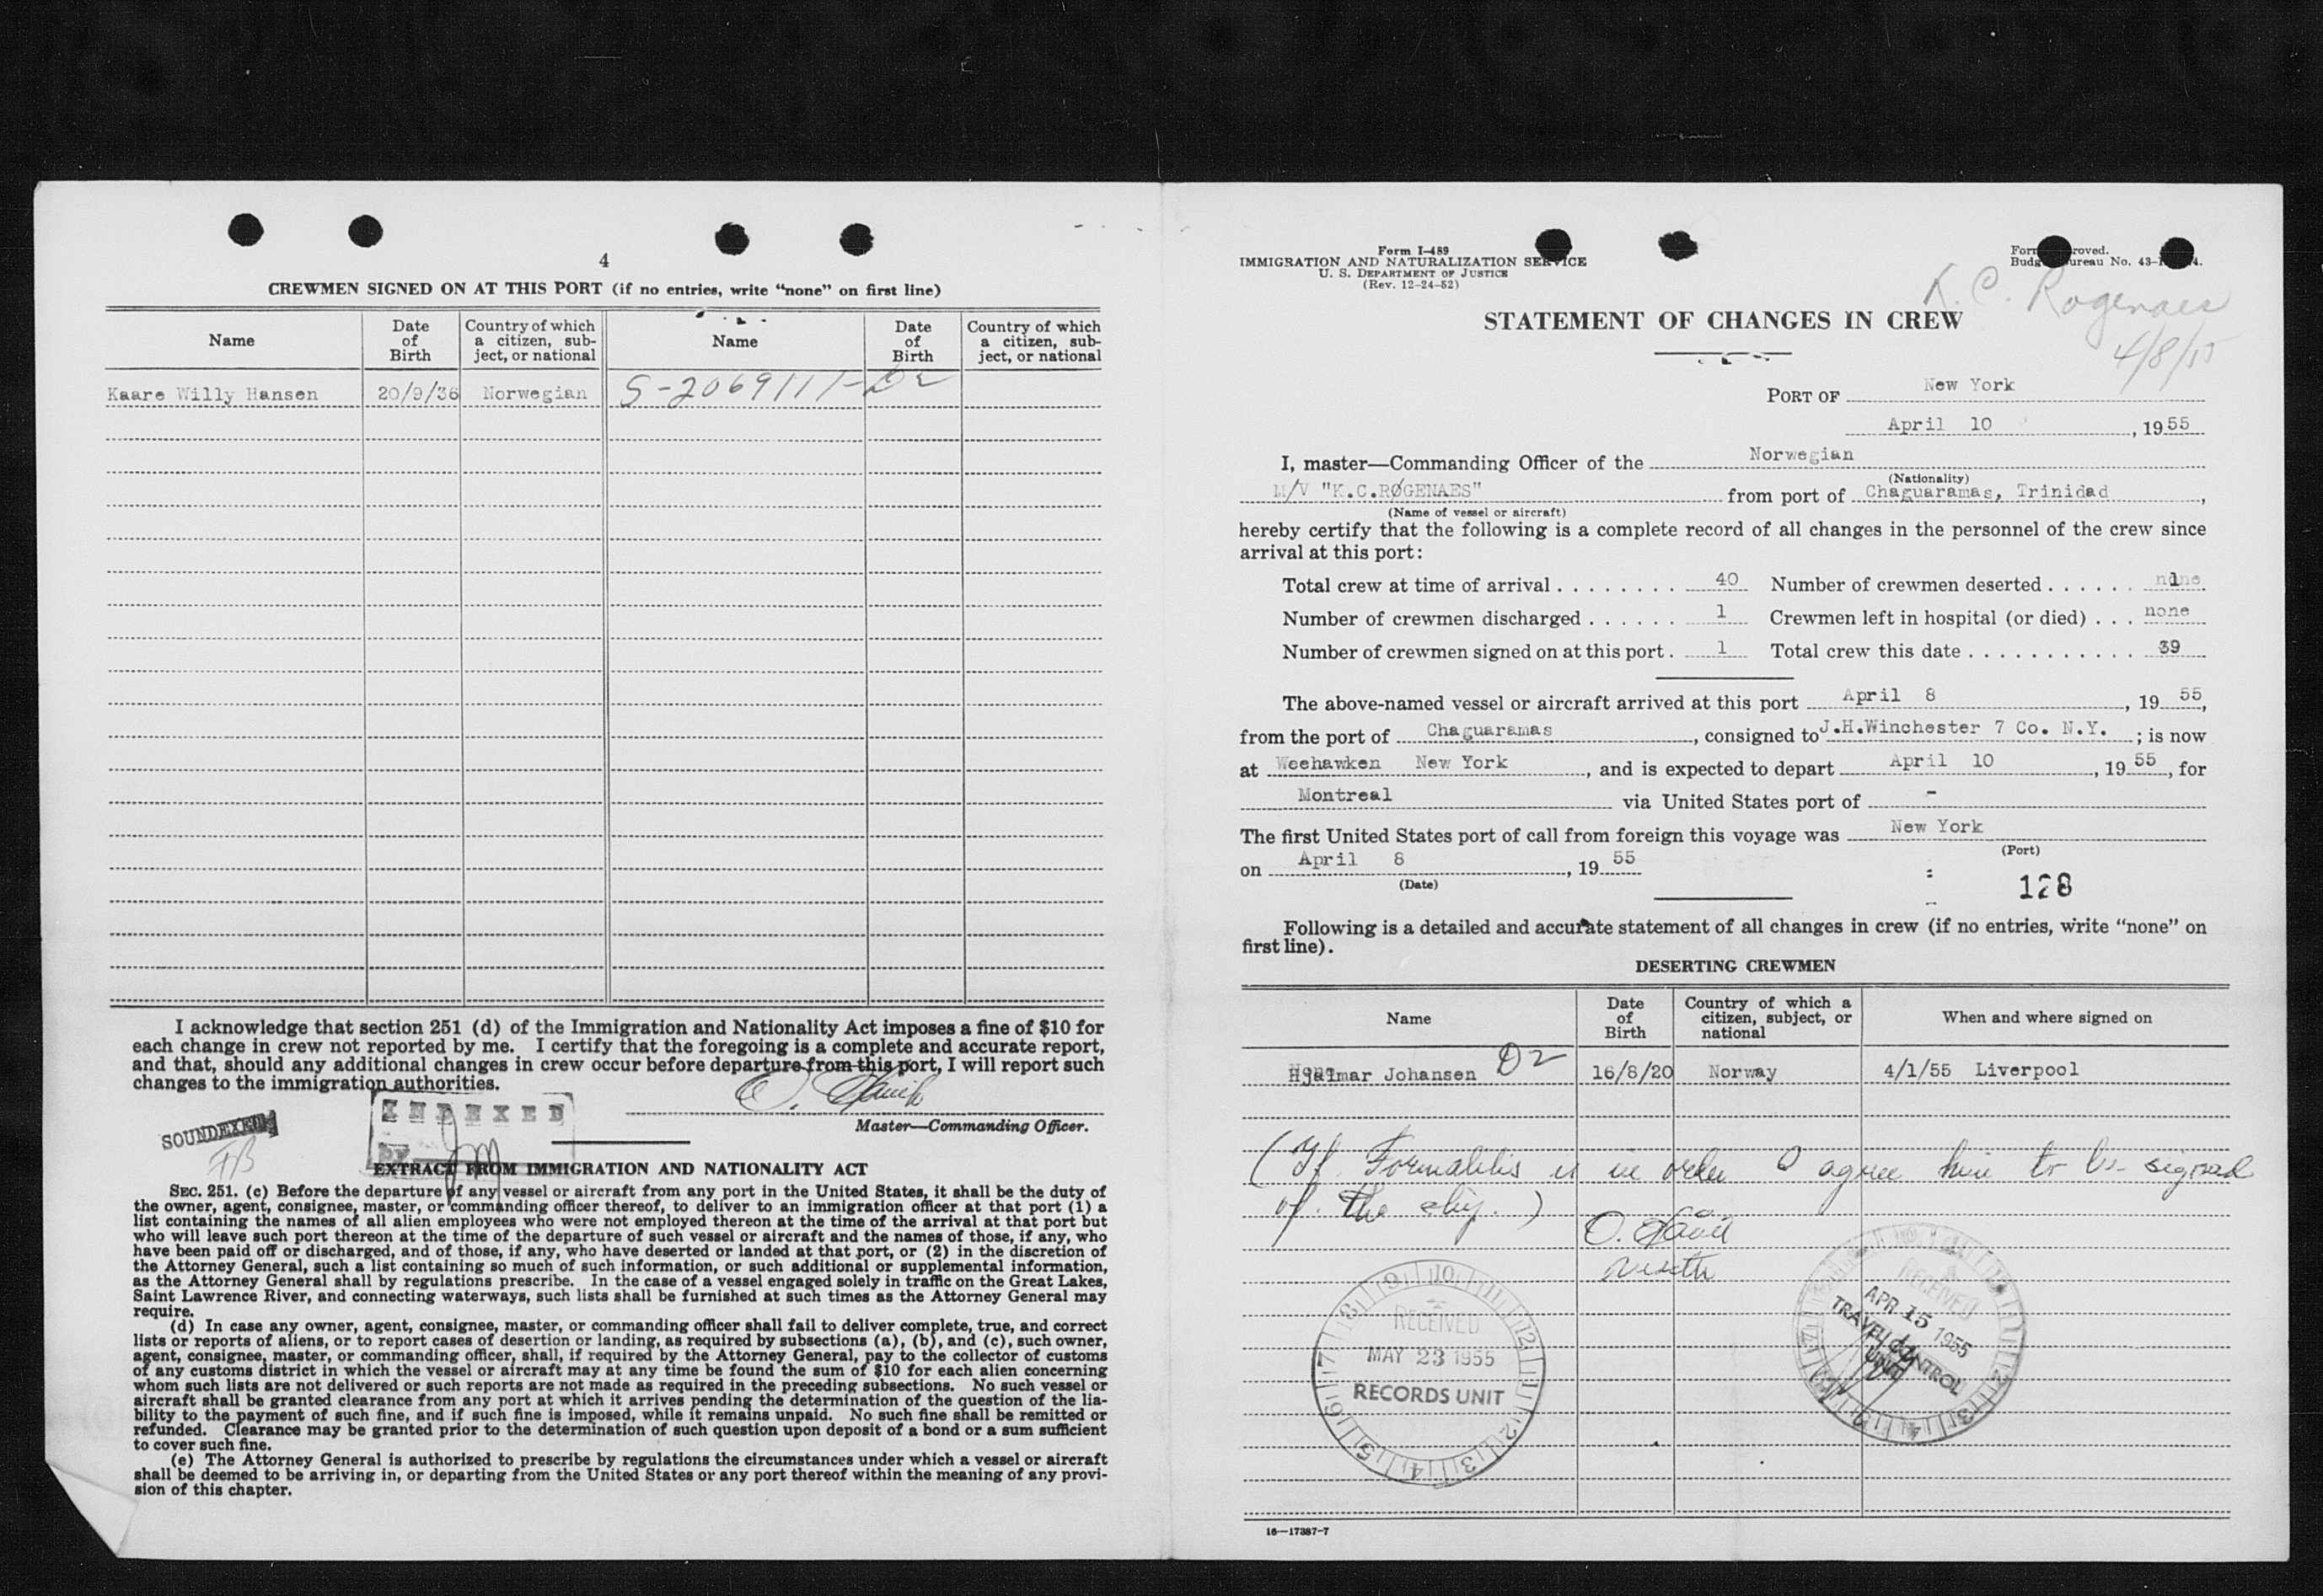 4
CREWMEN SIGNED ON AT THIS PORT (if no entries, write “none” on first line)
Name | Date of Birth | Country of which a citizen, subject, or national | Name | Date of Birth | Country of which a citizen, subject, or national
Kaare Willy Hansen 20/9/36 Norwegian S-2069111-D2
I acknowledge that section 251 (d) of the Immigration and Nationality Act imposes a fine of $10 for
each change in crew not reported by me. I certify that the foregoing is a complete and accurate report,
and that, should any additional changes in crew occur before departure from this port, I will report such
changes to the immigration authorities.
Master—Commanding Officer.
SOUNDEXED
INDEXED
by
EXTRACT FROM IMMIGRATION AND NATIONALITY ACT
SEC. 251. (c) Before the departure of any vessel or aircraft from any port in the United States, it shall be the duty of
the owner, agent, consignee, master, or commanding officer thereof, to deliver to an immigration officer at that port (1) a
list containing the names of all alien employees who were not employed thereon at the time of the arrival at that port but
who will leave such port thereon at the time of the departure of such vessel or aircraft and the names of those, if any, who
have been paid off or discharged, and of those, if any, who have deserted or landed at that port, or (2) in the discretion of
the Attorney General, such a list containing so much of such information, or such additional or supplemental information,
as the Attorney General shall by regulations prescribe. In the case of a vessel engaged solely in traffic on the Great Lakes,
Saint Lawrence River, and connecting waterways, such lists shall be furnished at such times as the Attorney General may
require.
(d) In case any owner, agent, consignee, master, or commanding officer shall fail to deliver complete, true, and correct
lists or reports of aliens, or to report cases of desertion or landing, as required by subsections (a), (b), and (c), such owner,
agent, consignee, master, or commanding officer, shall, if required by the Attorney General, pay to the collector of customs
of any customs district in which the vessel or aircraft may at any time be found the sum of $10 for each alien concerning
whom such lists are not delivered or such reports are not made as required in the preceding subsections. No such vessel or
aircraft shall be granted clearance from any port at which it arrives pending the determination of the question of the lia-
bility to the payment of such fine, and if such fine is imposed, while it remains unpaid. No such fine shall be remitted or
refunded. Clearance may be granted prior to the determination of such question upon deposit of a bond or a sum sufficient
to cover such fine.
(e) The Attorney General is authorized to prescribe by regulations the circumstances under which a vessel or aircraft
shall be deemed to be arriving in, or departing from the United States or any port thereof within the meaning of any provi-
sion of this chapter.
Form I-489
IMMIGRATION AND NATURALIZATION SERVICE
U. S. DEPARTMENT OF JUSTICE
(Rev. 12-24-52)
K. C. Rogenaes
4/8/55
STATEMENT OF CHANGES IN CREW
PORT OF New York
April 10, 1955
I, master—Commanding Officer of the Norwegian
(Nationality)
M/V "K.C.RØGENAES" from port of Chaguaramas, Trinidad,
(Name of vessel or aircraft)
hereby certify that the following is a complete record of all changes in the personnel of the crew since
arrival at this port:
Total crew at time of arrival . . . . . . . . 40 Number of crewmen deserted . . . . . . 1
Number of crewmen discharged . . . . . . 1 Crewmen left in hospital (or died) . . . none
Number of crewmen signed on at this port . 1 Total crew this date . . . . . . . . . . . 39
The above-named vessel or aircraft arrived at this port April 8, 1955,
from the port of Chaguaramas, consigned to J.H.Winchester 7 Co. N.Y.; is now
at Weehawken New York, and is expected to depart April 10, 1955, for
Montreal via United States port of -
The first United States port of call from foreign this voyage was New York
(Port)
on April 8, 1955
(Date)
128
Following is a detailed and accurate statement of all changes in crew (if no entries, write “none” on
first line).
DESERTING CREWMEN
Name | Date of Birth | Country of which a citizen, subject, or national | When and where signed on
Hjalmar Johansen D2 16/8/20 Norway 4/1/55 Liverpool
(If Formalitis is in order I agree him to be signed
of. the ship.)
RECEIVED
MAY 23 1955
RECORDS UNIT
RECEIVED
APR 15 1955
TRAVEL CONTROL
UNIT
16—17387-7